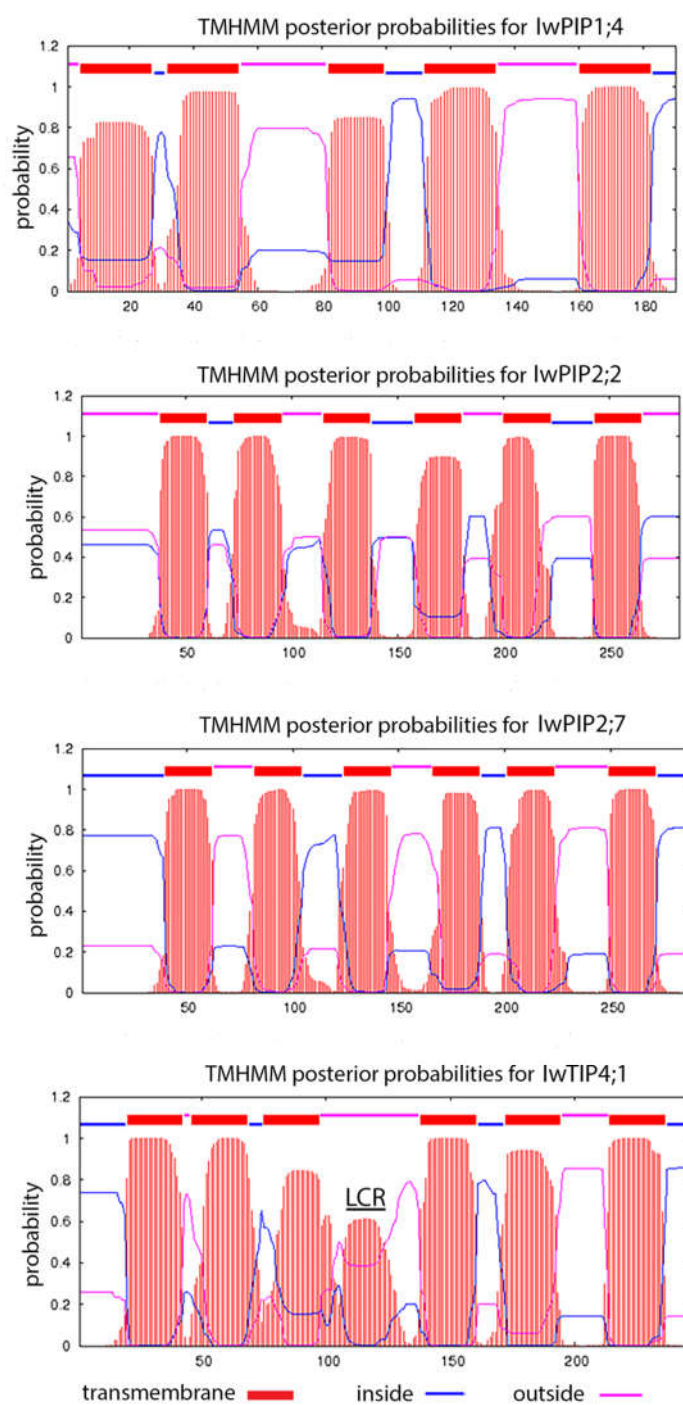 TMHMM posterior probabilities for IwPIP1;4
1.2
1
0.8
0.6
0.4
0.2
0
probability
20 40 60 80 100 120 140 160 180
TMHMM posterior probabilities for IwPIP2;2
1.2
1
0.8
0.6
0.4
0.2
0
probability
50 100 150 200 250
TMHMM posterior probabilities for IwPIP2;7
1.2
1
0.8
0.6
0.4
0.2
0
probability
50 100 150 200 250
TMHMM posterior probabilities for IwTIP4;1
1.2
1
0.8
0.6
0.4
0.2
0
probability
LCR
50 100 150 200
transmembrane inside outside